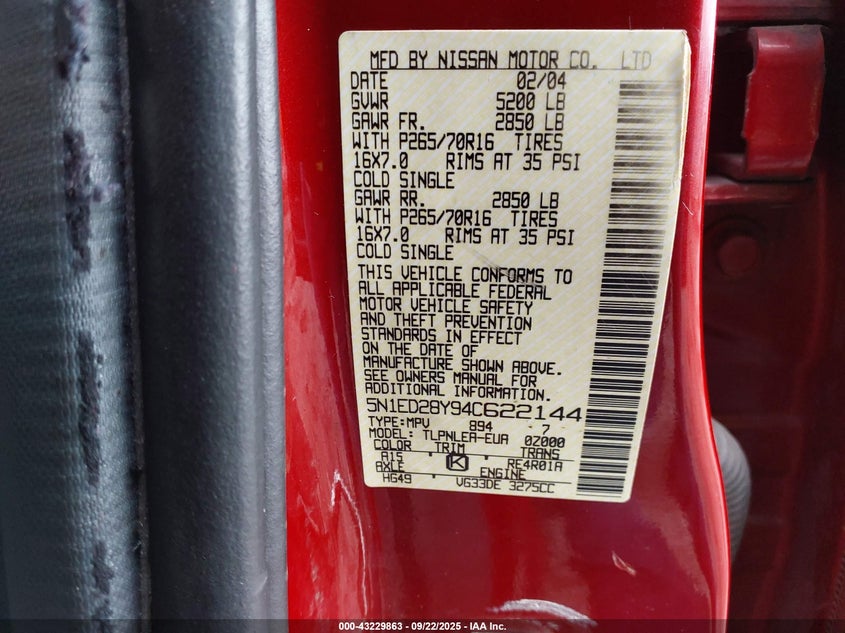 MFD BY NISSAN MOTOR CO. LTD
DATE 02/04
GVWR 5200 LB
GAWR FR. 2850 LB
WITH P265/70R16 TIRES
16X7.0 RIMS AT 35 PSI
COLD SINGLE
GAWR RR. 2850 LB
WITH P265/70R16 TIRES
16X7.0 RIMS AT 35 PSI
COLD SINGLE
THIS VEHICLE CONFORMS TO
ALL APPLICABLE FEDERAL
MOTOR VEHICLE SAFETY
AND THEFT PREVENTION
STANDARDS IN EFFECT
ON THE DATE OF
MANUFACTURE SHOWN ABOVE.
SEE OWNERS MANUAL FOR
ADDITIONAL INFORMATION.
5N1ED28Y94C622144
TYPE:MPV 894 7
MODEL: TLPNLEA-EUA 0Z000
COLOR TRIM TRANS
A15 K RE4R01A
AXLE ENGINE
HG49 VG33DE 3275CC
000-43229863 - 09/22/2025 - IAA Inc.